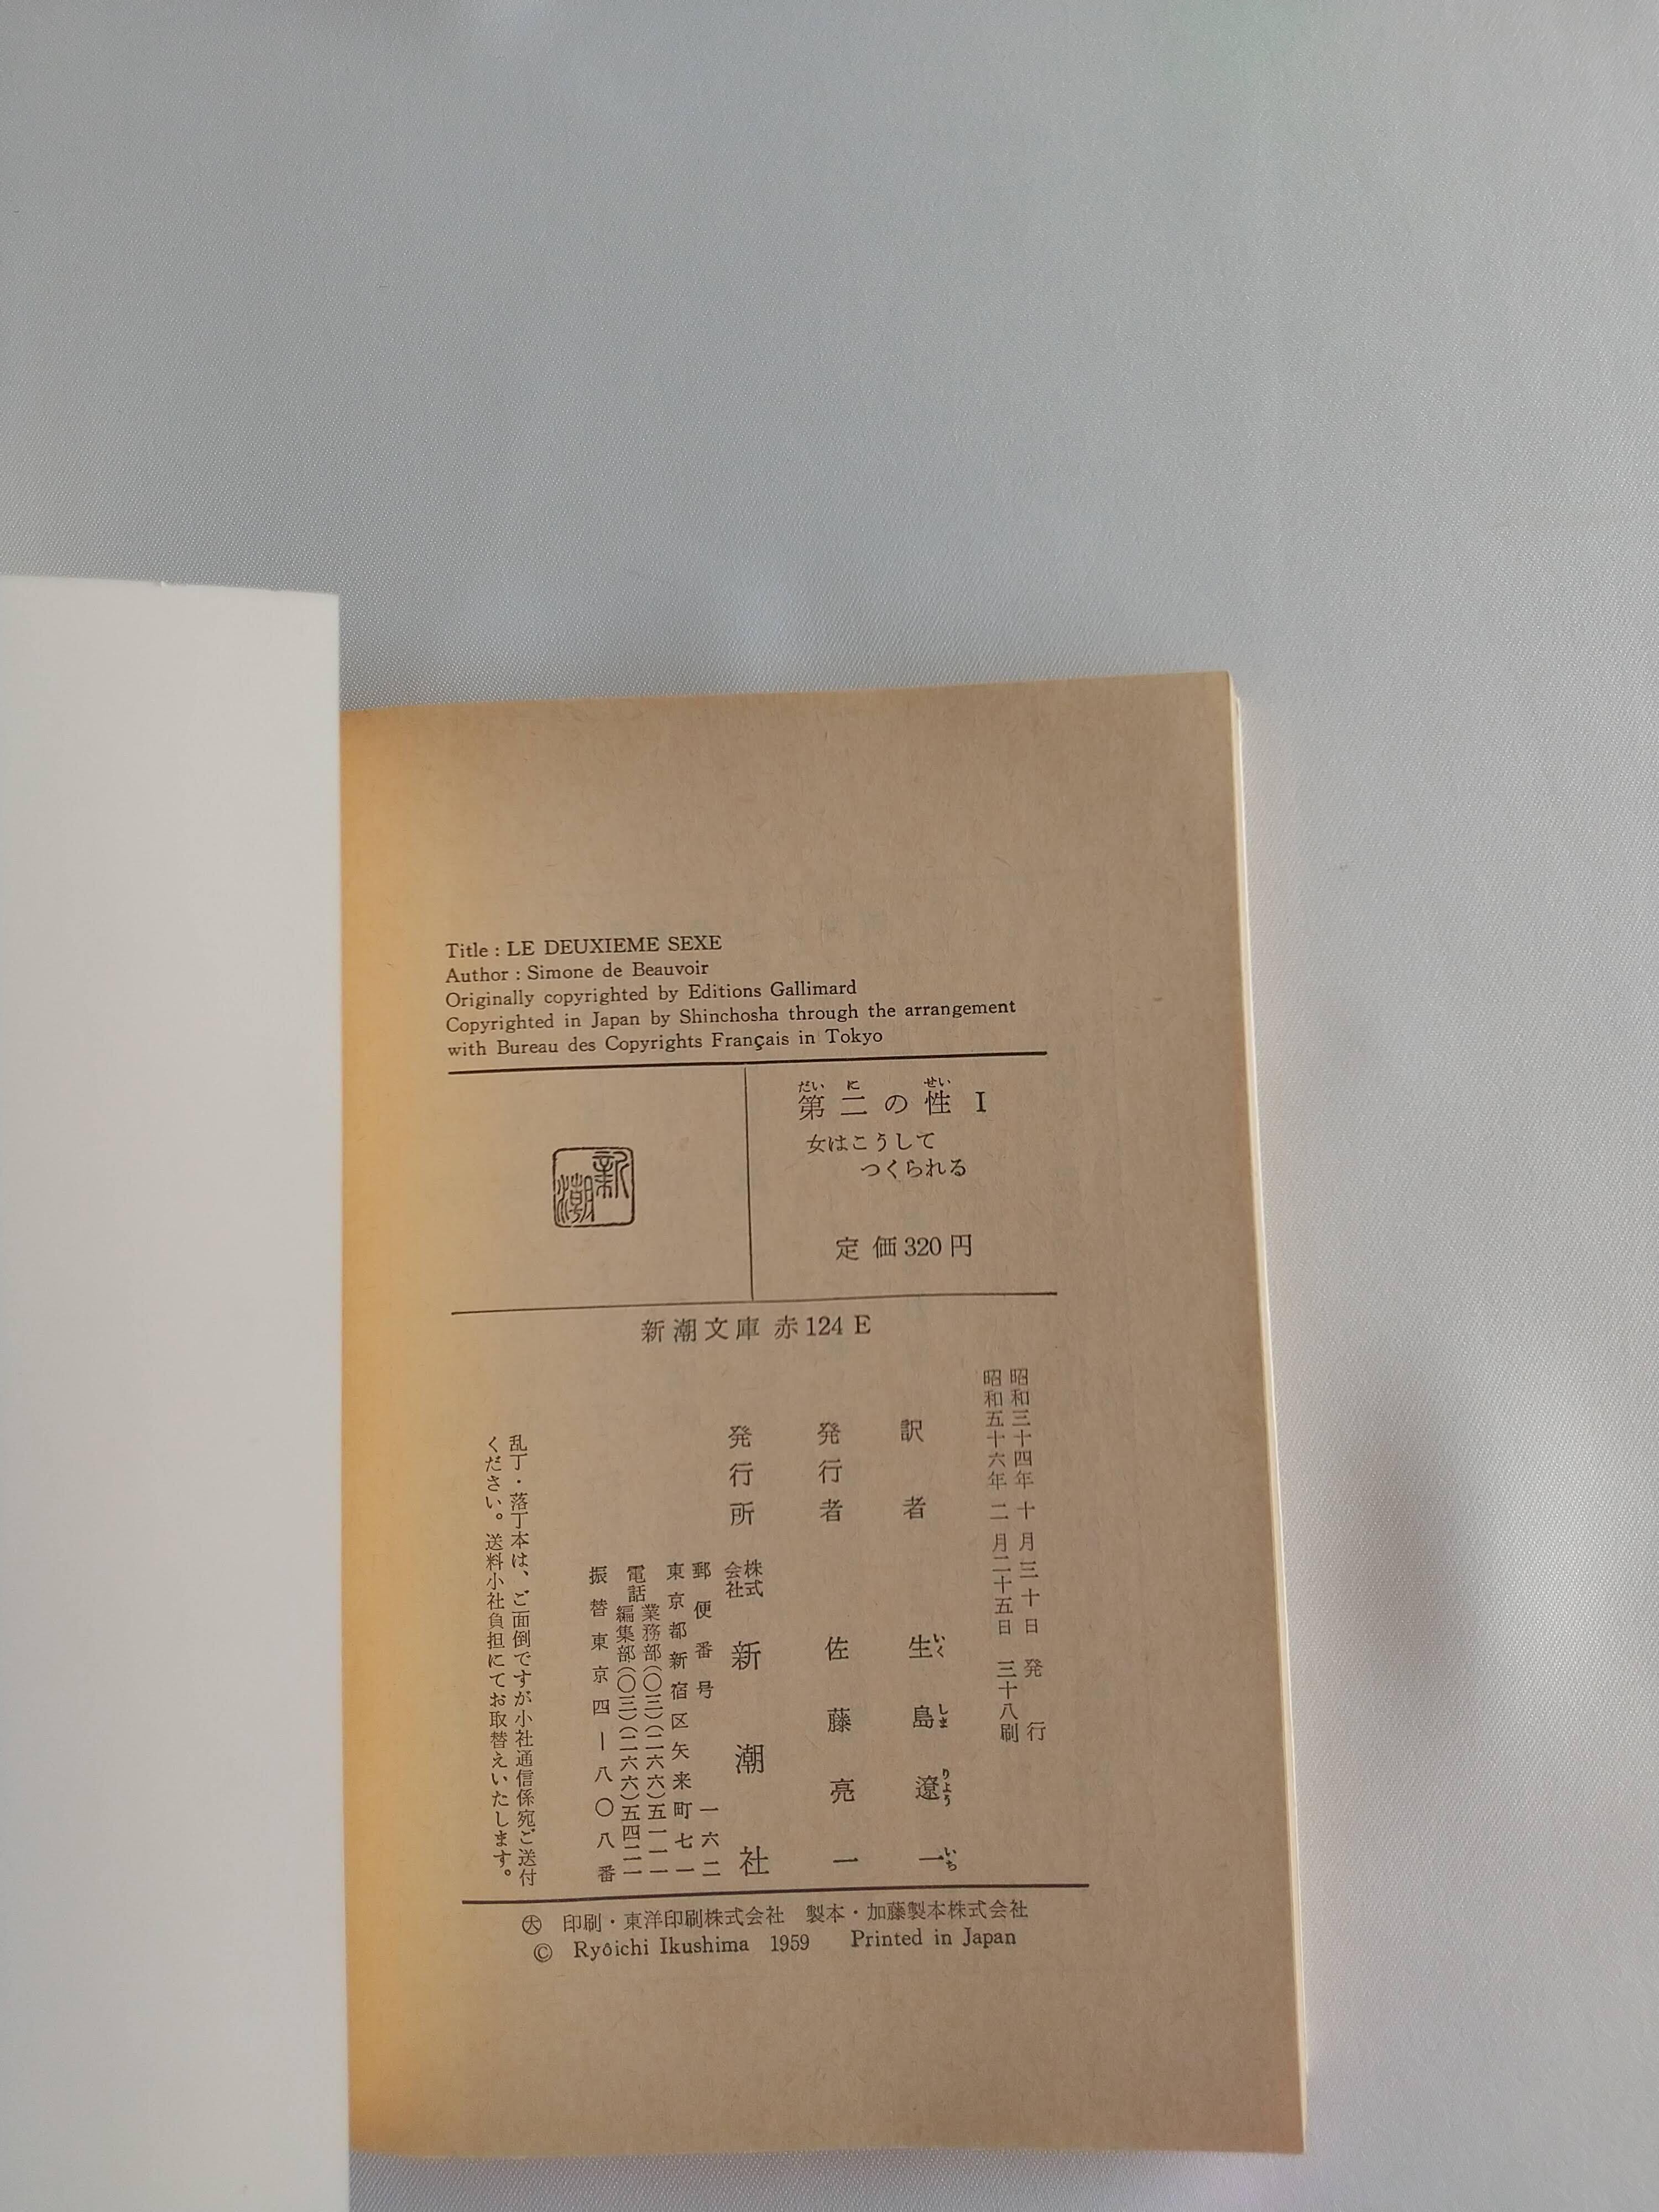 Title : LE DEUXIEME SEXE
Author : Simone de Beauvoir
Originally copyrighted by Editions Gallimard
Copyrighted in Japan by Shinchosha through the arrangement
with Bureau des Copyrights Français in Tokyo
だい に せい
第二の性 I
女はこうして
つくられる
定価320円
新潮
新潮文庫 赤124 E
昭和三十四年 十月三十日 発行
昭和五十六年 二月二十五日 三十八刷
訳者 生島遼一
いく しま りょう いち
発行者 佐藤亮一
発行所 株式会社 新潮社
郵便番号 一六二
東京都新宿区矢来町七一
電話 業務部(〇三)(二六六)五一一一
編集部(〇三)(二六六)五四一一
振替東京四―八〇八番
乱丁・落丁本は、ご面倒ですが小社通信係宛ご送付
ください。送料小社負担にてお取替えいたします。
印刷・東洋印刷株式会社 製本・加藤製本株式会社
© Ryôichi Ikushima 1959 Printed in Japan